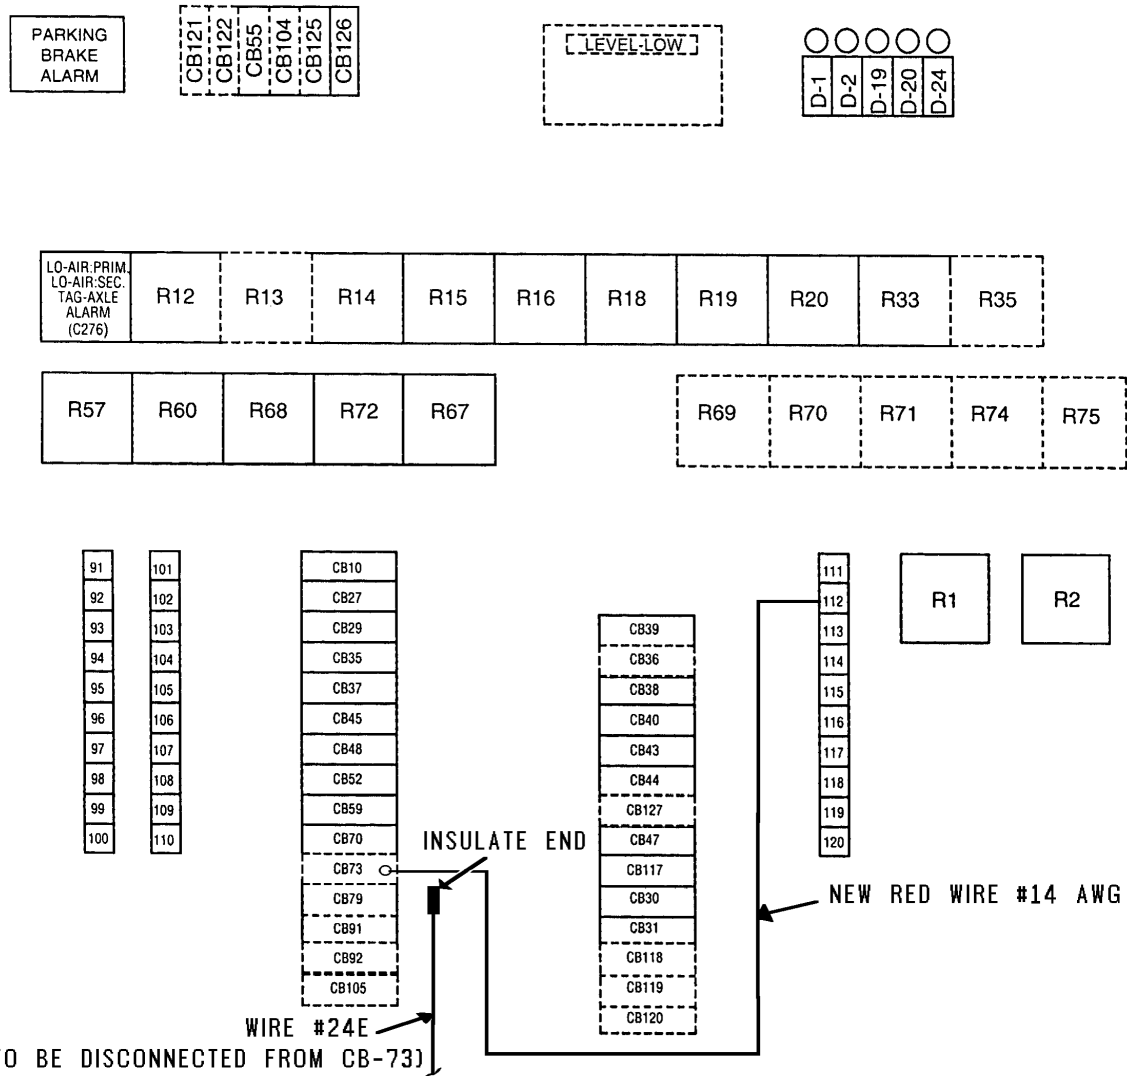 PARKING
BRAKE
ALARM
CB121
CB122
CB55
CB104
CB125
CB126
LEVEL-LOW
D-1
D-2
D-19
D-20
D-24
LO-AIR:PRIM.
LO-AIR:SEC.
TAG-AXLE
ALARM
(C276)
R12
R13
R14
R15
R16
R18
R19
R20
R33
R35
R57
R60
R68
R72
R67
R69
R70
R71
R74
R75
91
92
93
94
95
96
97
98
99
100
101
102
103
104
105
106
107
108
109
110
CB10
CB27
CB29
CB35
CB37
CB45
CB48
CB52
CB59
CB70
CB73
CB79
CB91
CB92
CB105
INSULATE END
WIRE #24E
TO BE DISCONNECTED FROM CB-73)
CB39
CB36
CB38
CB40
CB43
CB44
CB127
CB47
CB117
CB30
CB31
CB118
CB119
CB120
111
112
113
114
115
116
117
118
119
120
R1
R2
NEW RED WIRE #14 AWG